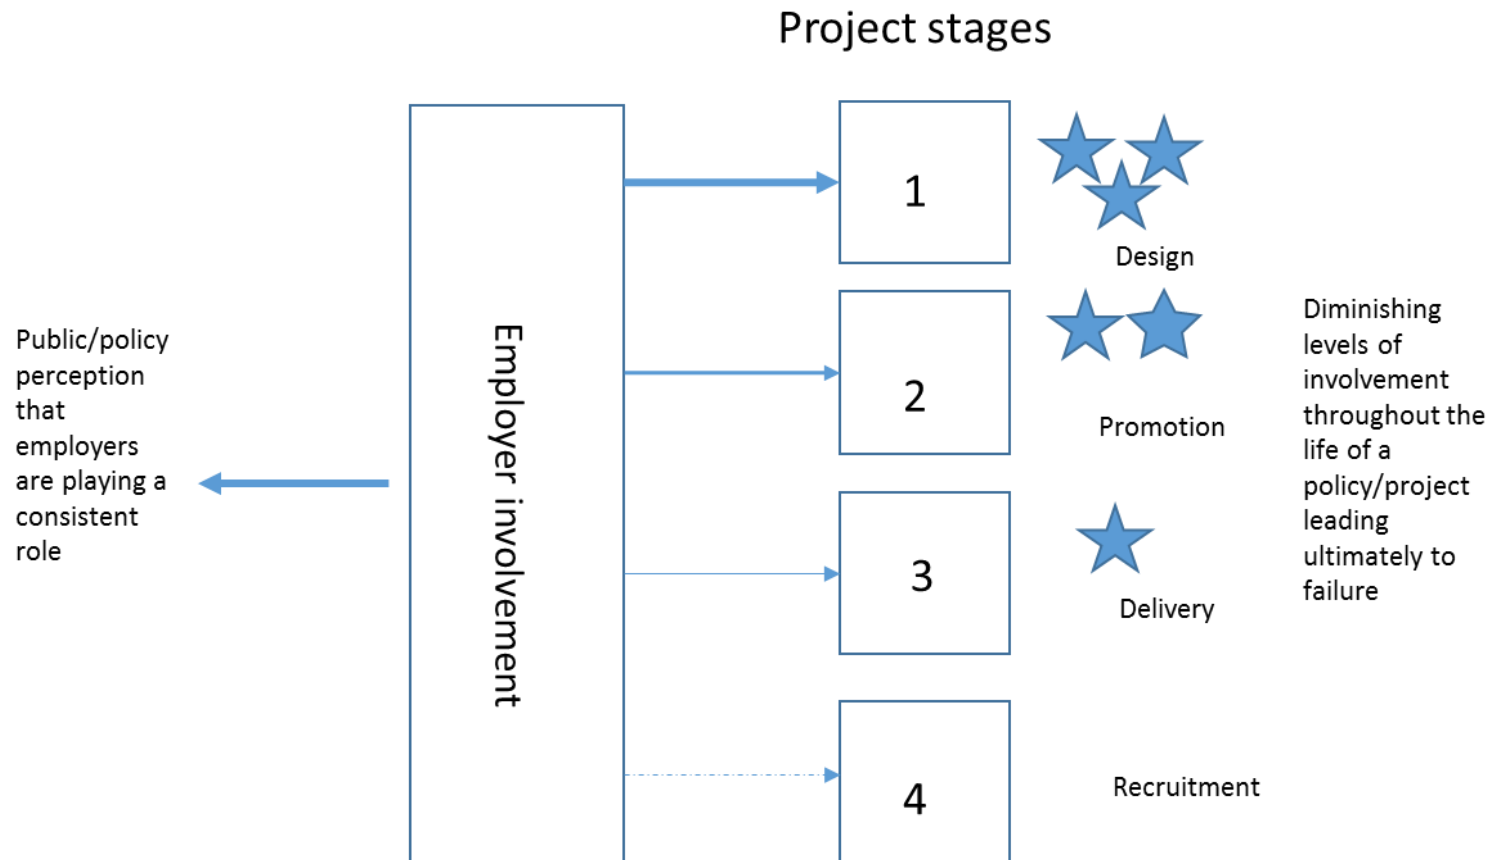 Project stages
Public/policy
perception
that
employers
are playing a
consistent
role
Employer involvement
1
Design
2
Promotion
3
Delivery
4
Recruitment
Diminishing
levels of
involvement
throughout the
life of a
policy/project
leading
ultimately to
failure